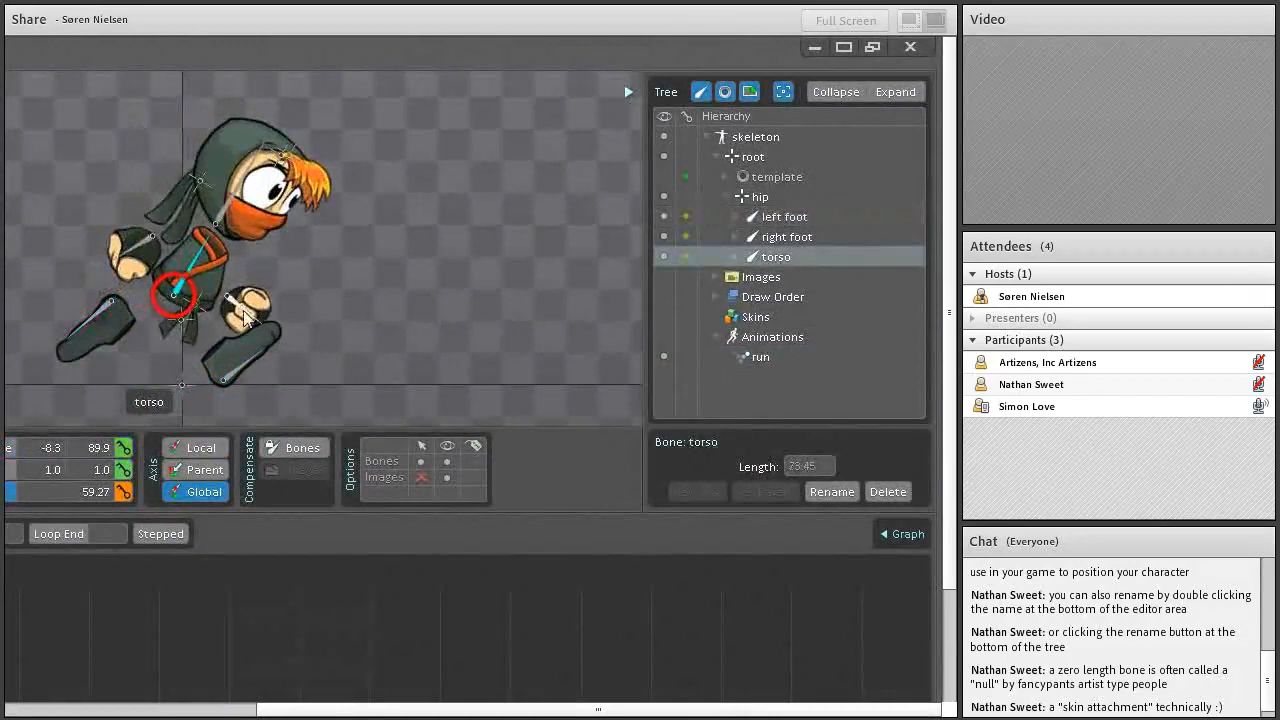 Share - Søren Nielsen
Full Screen
Tree
Collapse
Expand
Hierarchy
skeleton
root
template
hip
left foot
right foot
torso
Images
Draw Order
Skins
Animations
run
torso
-8.3 89.9
1.0 1.0
59.27
Axis
Local
Parent
Global
Compensate
Bones
Options
Bones
Images
Bone: torso
Length: 73.45
Rename
Delete
Loop End
Stepped
Graph
Video
Attendees (4)
Hosts (1)
Søren Nielsen
Presenters (0)
Participants (3)
Artizens, Inc Artizens
Nathan Sweet
Simon Love
Chat (Everyone)
use in your game to position your character
Nathan Sweet: you can also rename by double clicking
the name at the bottom of the editor area
Nathan Sweet: or clicking the rename button at the
bottom of the tree
Nathan Sweet: a zero length bone is often called a
"null" by fancypants artist type people
Nathan Sweet: a "skin attachment" technically :)